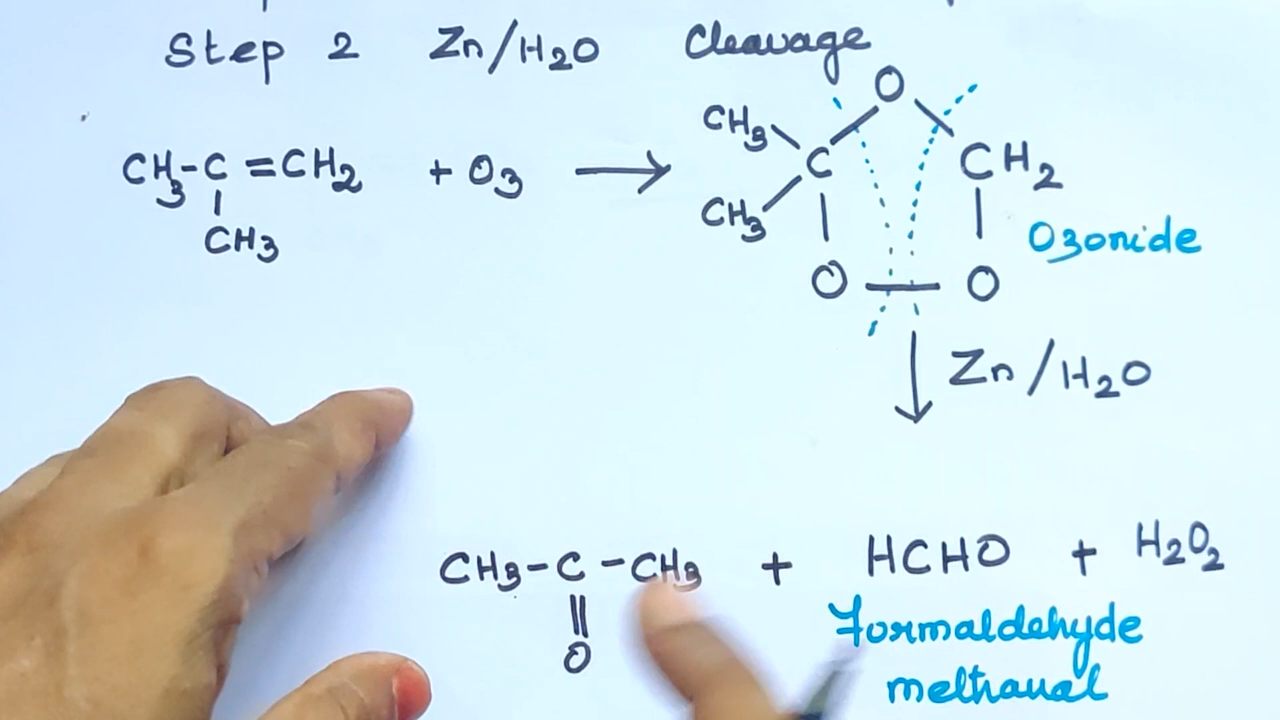 Step 2 Zn/H2O Cleavage
CH3-C=CH2 + O3 →
CH3
CH3
CH3
C
O
CH2
O — O
Ozonide
Zn/H2O
CH3-C-CH3 + HCHO + H2O2
O
Formaldehyde
methanal